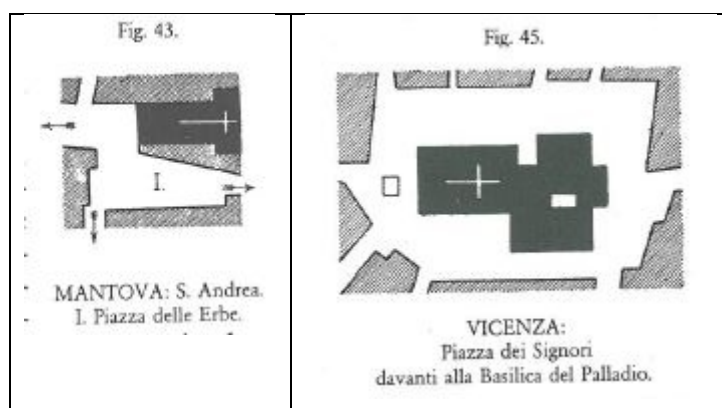 Fig. 43.
I.
MANTOVA: S. Andrea.
I. Piazza delle Erbe.
Fig. 45.
VICENZA:
Piazza dei Signori
davanti alla Basilica del Palladio.